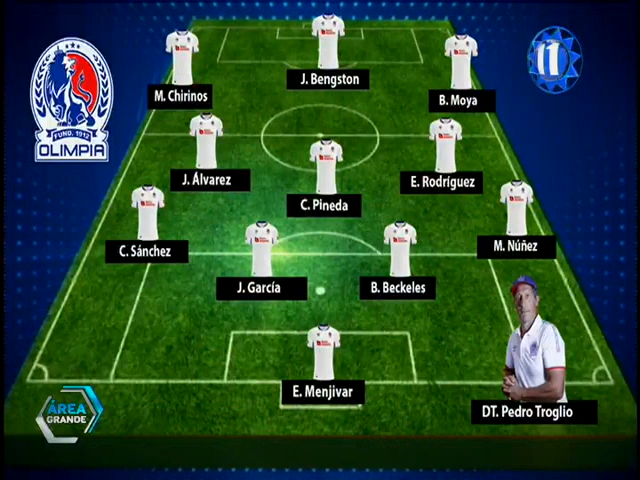 11
M. Chirinos
J. Bengston
B. Moya
FUND. 1912
OLIMPIA
J. Álvarez
C. Pineda
E. Rodríguez
C. Sánchez
J. García
B. Beckeles
M. Núñez
E. Menjivar
ÁREA
GRANDE
DT. Pedro Troglio